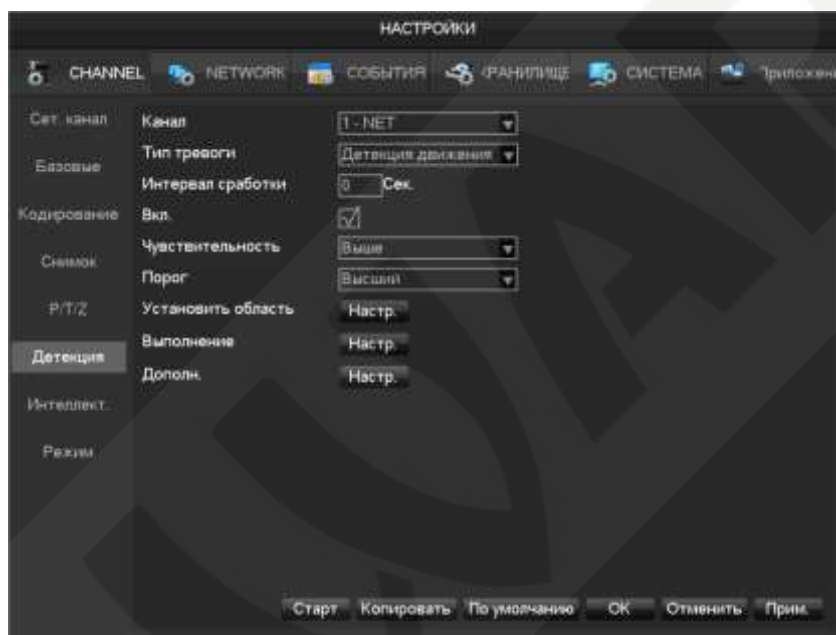 НАСТРОЙКИ
CHANNEL NETWORK СОБЫТИЯ ХРАНИЛИЩЕ СИСТЕМА Приложени
Сет. канал
Базовые
Кодирование
Снимок
P/T/Z
Детекция
Интеллект.
Режим
Канал 1 - NET
Тип тревоги Детекция движения
Интервал сработки 0 Сек.
Вкл.
Чувствительность Выше
Порог Высший
Установить область Настр.
Выполнение Настр.
Дополн. Настр.
Старт Копировать По умолчанию OK Отменить Прим.